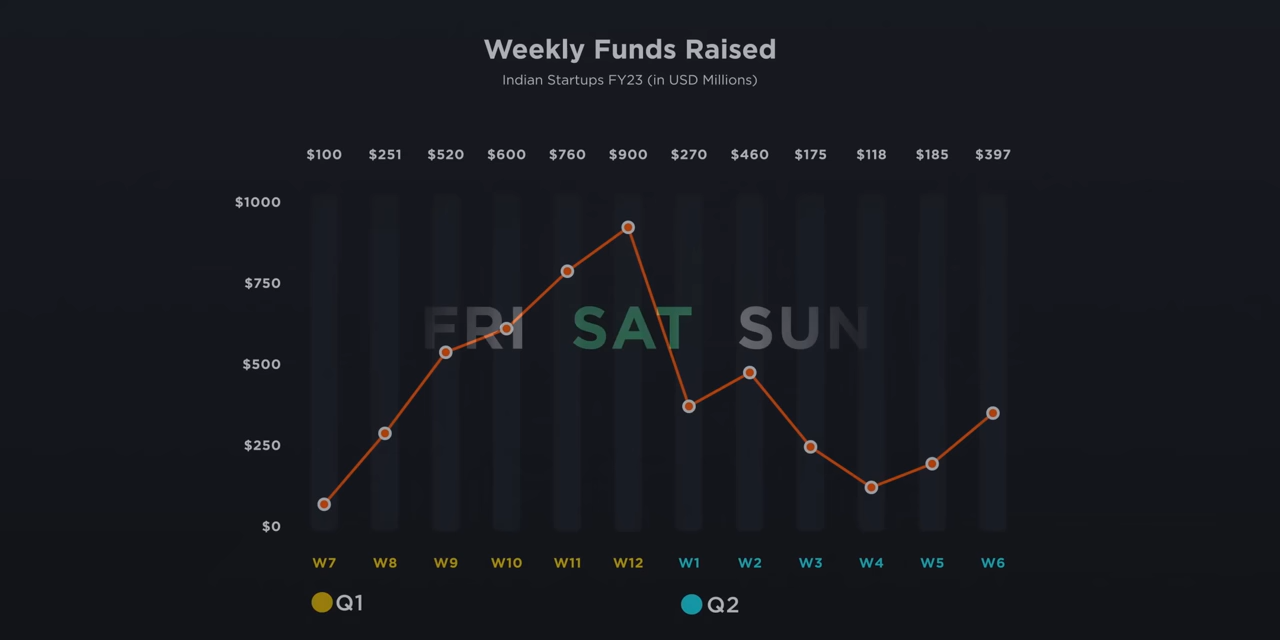 Weekly Funds Raised
Indian Startups FY23 (in USD Millions)
$100 $251 $520 $600 $760 $900 $270 $460 $175 $118 $185 $397
$1000
$750
FRI SAT SUN
$500
$250
$0
W7 W8 W9 W10 W11 W12 W1 W2 W3 W4 W5 W6
Q1 Q2